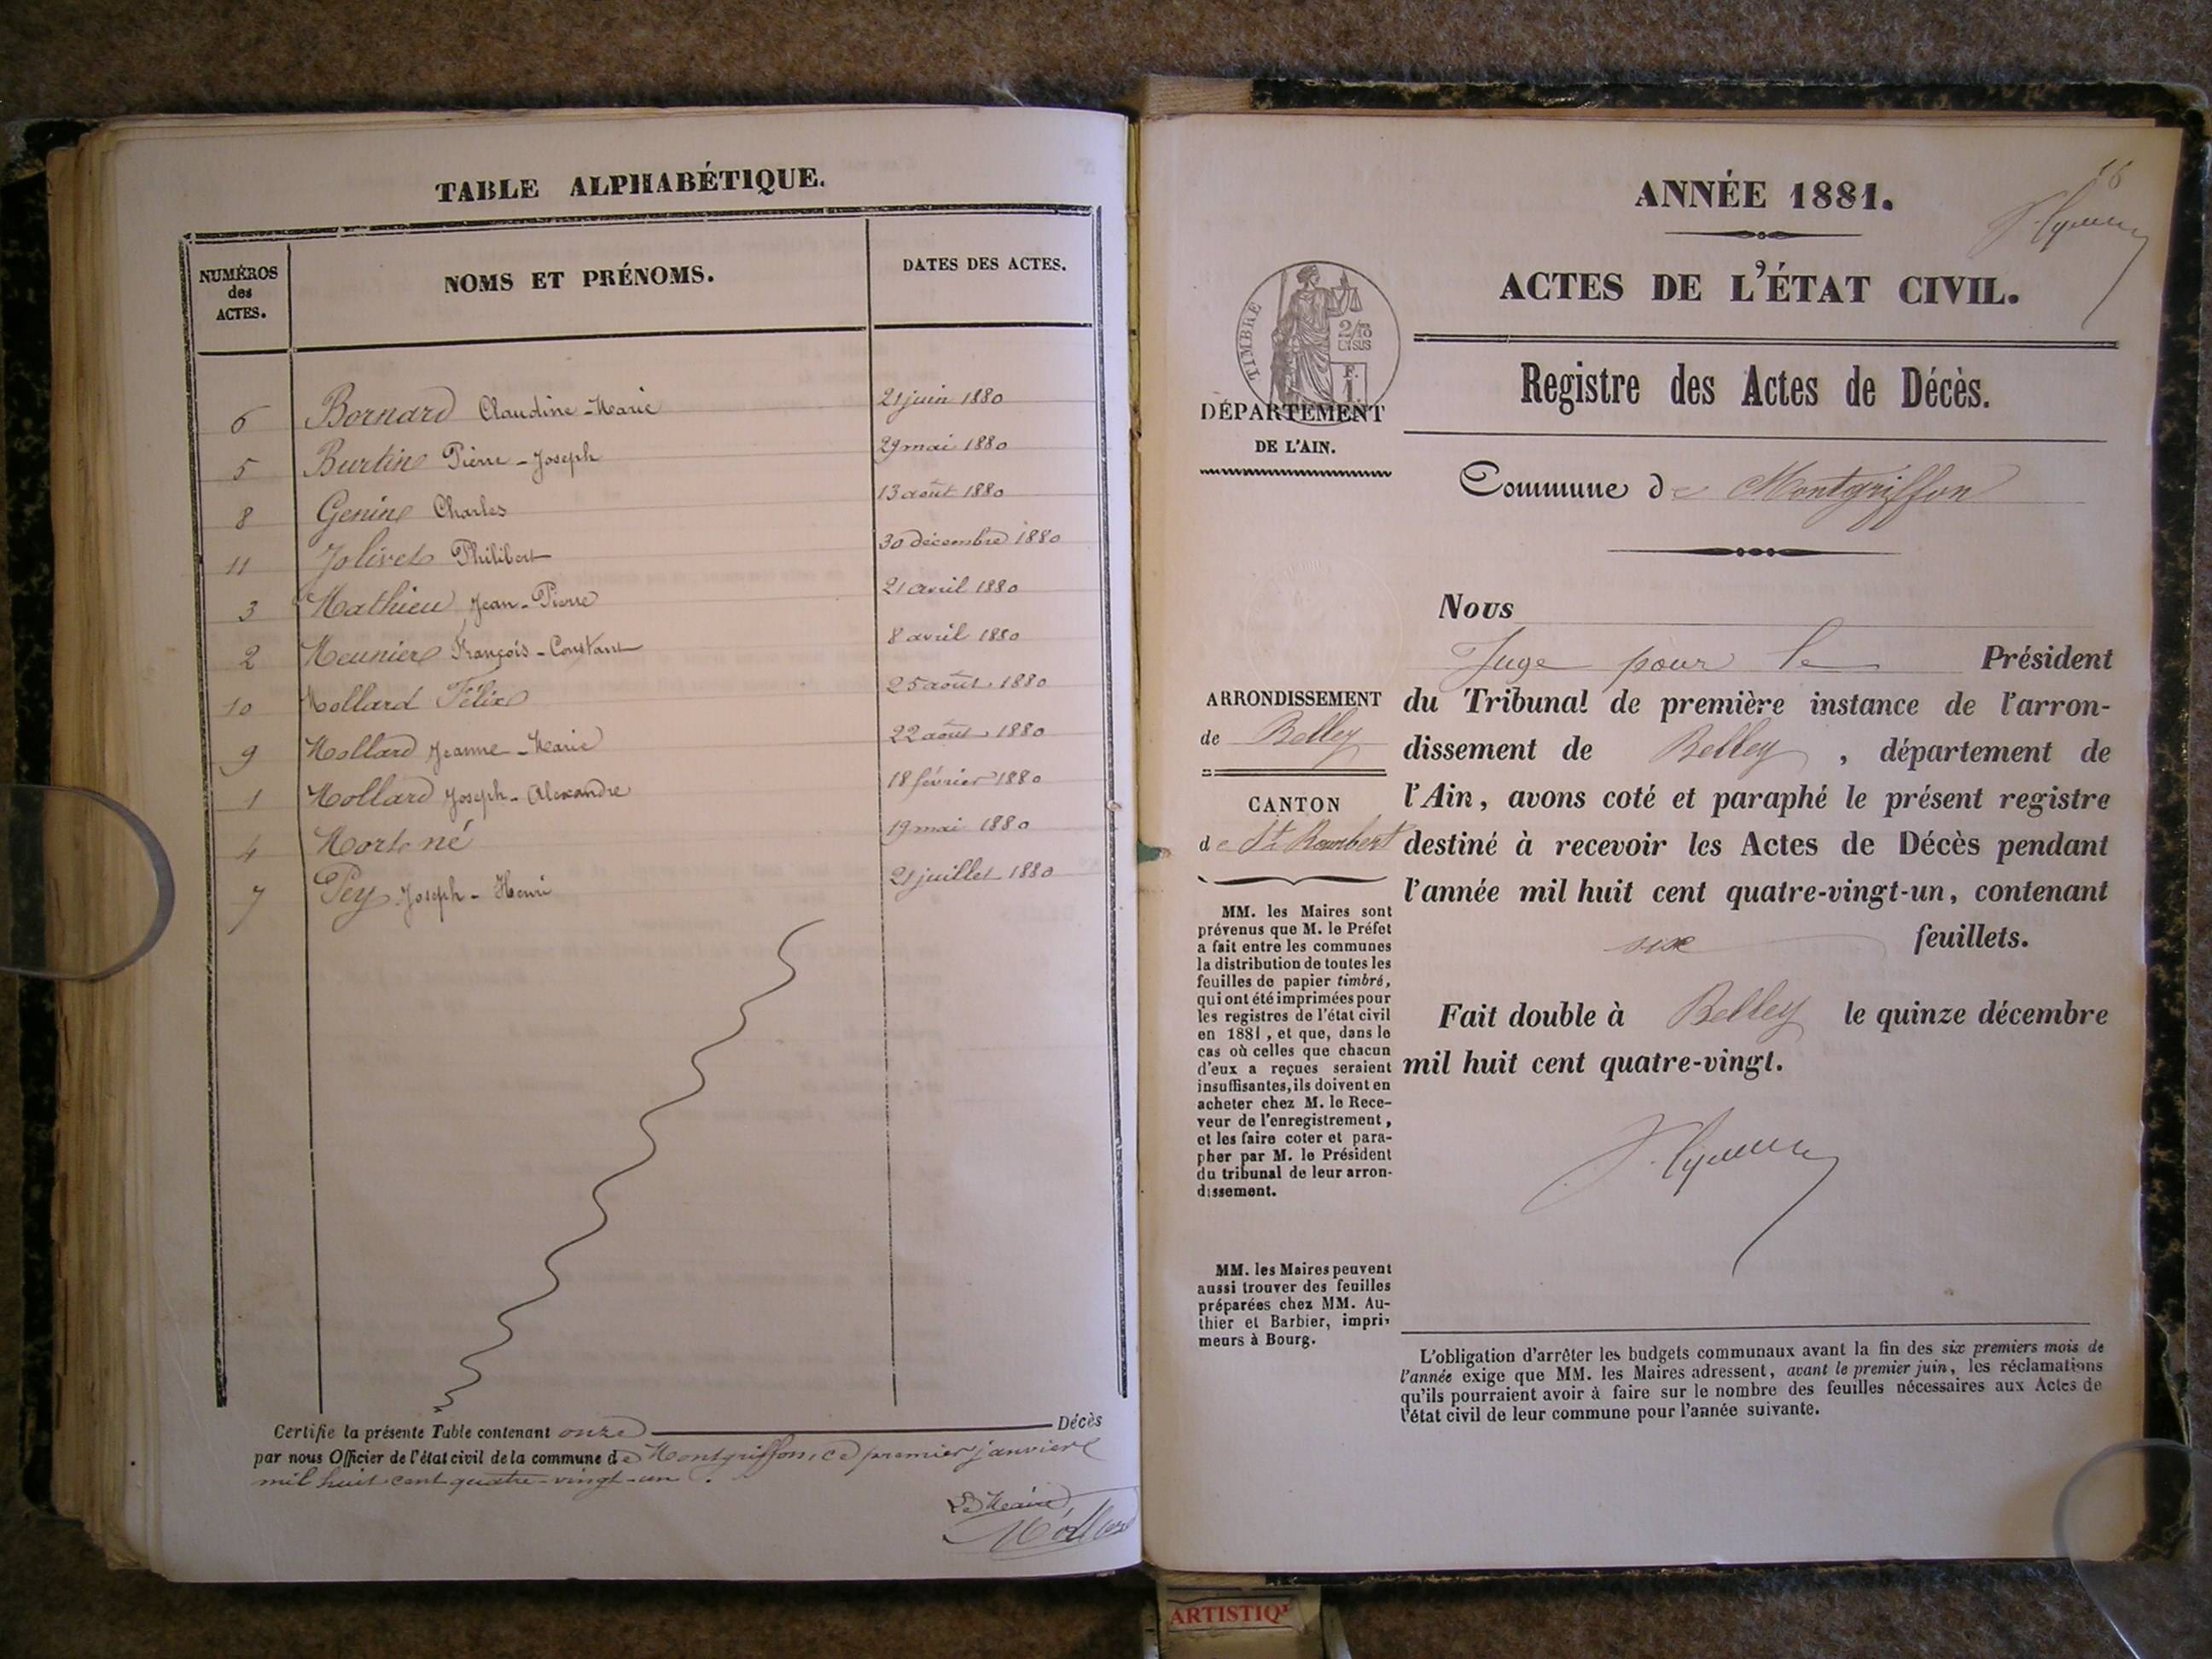 TABLE ALPHABÉTIQUE.
NUMÉROS des ACTES. NOMS ET PRÉNOMS. DATES DES ACTES.
6 Bornard Claudine-Marie 21 juin 1880
5 Burtin Pierre-Joseph 29 mai 1880
8 Genin Charles 13 août 1880
11 Jolivet Philibert 30 décembre 1880
3 Mathieu Jean-Pierre 21 avril 1880
2 Meunier François-Constant 8 avril 1880
10 Mollard Félix 25 août 1880
9 Mollard Jeanne-Marie 22 août 1880
1 Mollard Joseph-Alexandre 18 février 1880
4 Mort né 19 mai 1880
7 Pey Joseph-Henri 21 juillet 1880
Certifie la présente Table contenant onze Décès
par nous Officier de l'état civil de la commune de Montgriffon, ce premier janvier
mil huit cent quatre-vingt-un.
Le Maire
ANNÉE 1881.
ACTES DE L'ÉTAT CIVIL.
TIMBRE
2/10
EN SUS
F.
1
Registre des Actes de Décès.
DÉPARTEMENT
DE L'AIN.
Commune de Montgriffon
Nous
Juge pour le Président
du Tribunal de première instance de l'arron-
dissement de Belley, département de
l'Ain, avons coté et paraphé le présent registre
destiné à recevoir les Actes de Décès pendant
l'année mil huit cent quatre-vingt-un, contenant
six feuillets.
Fait double à Belley le quinze décembre
mil huit cent quatre-vingt.
ARRONDISSEMENT
de Belley
CANTON
de St Rambert
MM. les Maires sont
prévenus que M. le Préfet
a fait entre les communes
la distribution de toutes les
feuilles de papier timbré,
qui ont été imprimées pour
les registres de l'état civil
en 1881, et que, dans le
cas où celles que chacun
d'eux a reçues seraient
insuffisantes, ils doivent en
acheter chez M. le Rece-
veur de l'enregistrement,
et les faire coter et para-
pher par M. le Président
du tribunal de leur arron-
dissement.
MM. les Maires peuvent
aussi trouver des feuilles
préparées chez MM. Au-
thier et Barbier, impri-
meurs à Bourg.
L'obligation d'arrêter les budgets communaux avant la fin des six premiers mois de
l'année exige que MM. les Maires adressent, avant le premier juin, les réclamations
qu'ils pourraient avoir à faire sur le nombre des feuilles nécessaires aux Actes de
l'état civil de leur commune pour l'année suivante.
ARTISTIQ